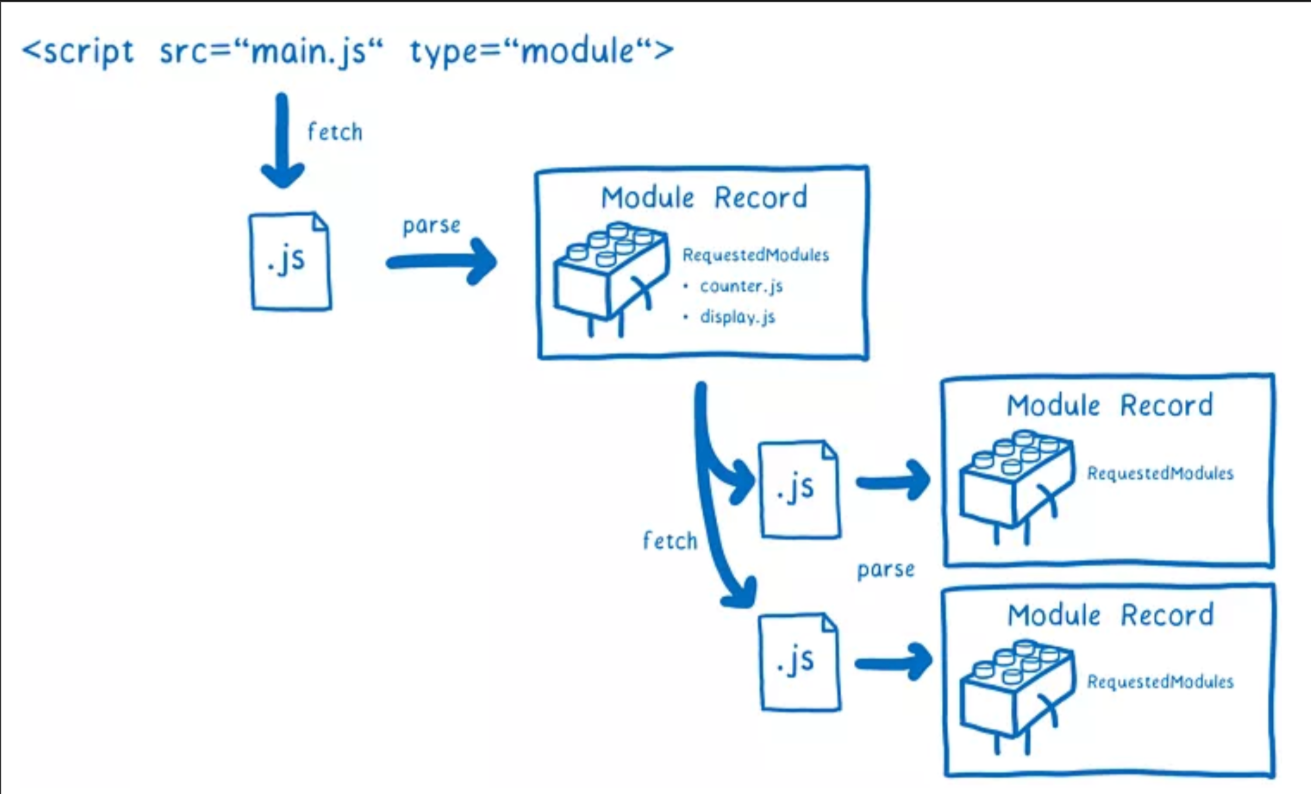 <script src=“main.js“ type=“module“>
fetch
.js
parse
Module Record
RequestedModules
• counter.js
• display.js
fetch
.js
Module Record
RequestedModules
parse
.js
Module Record
RequestedModules